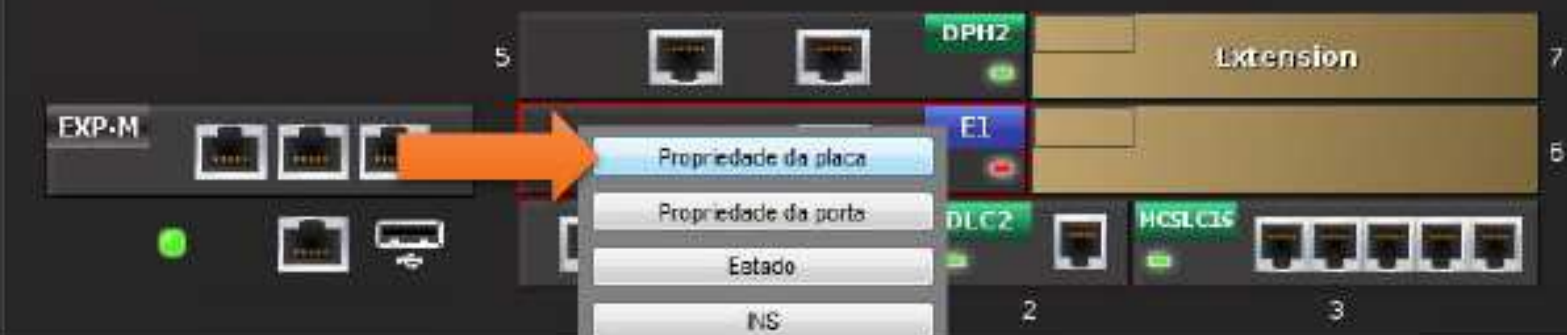 5
DPH2
Extension
7
EXP-M
E1
6
Propriedade da placa
Propriedade da porta
DLC2
MCSLC16
Estado
INS
2
3